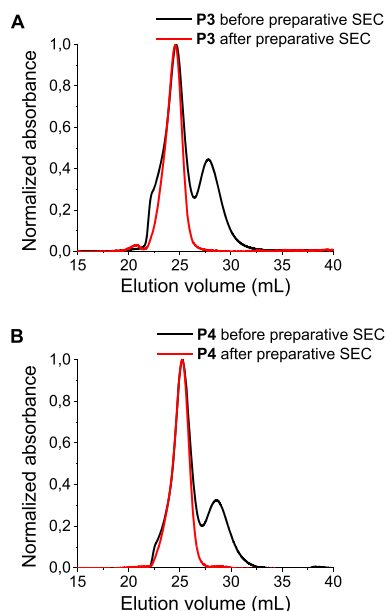 A
P3 before preparative SEC
P3 after preparative SEC
Normalized absorbance
1,0
0,8
0,6
0,4
0,2
0,0
15 20 25 30 35 40
Elution volume (mL)
B
P4 before preparative SEC
P4 after preparative SEC
Normalized absorbance
1,0
0,8
0,6
0,4
0,2
0,0
15 20 25 30 35 40
Elution volume (mL)